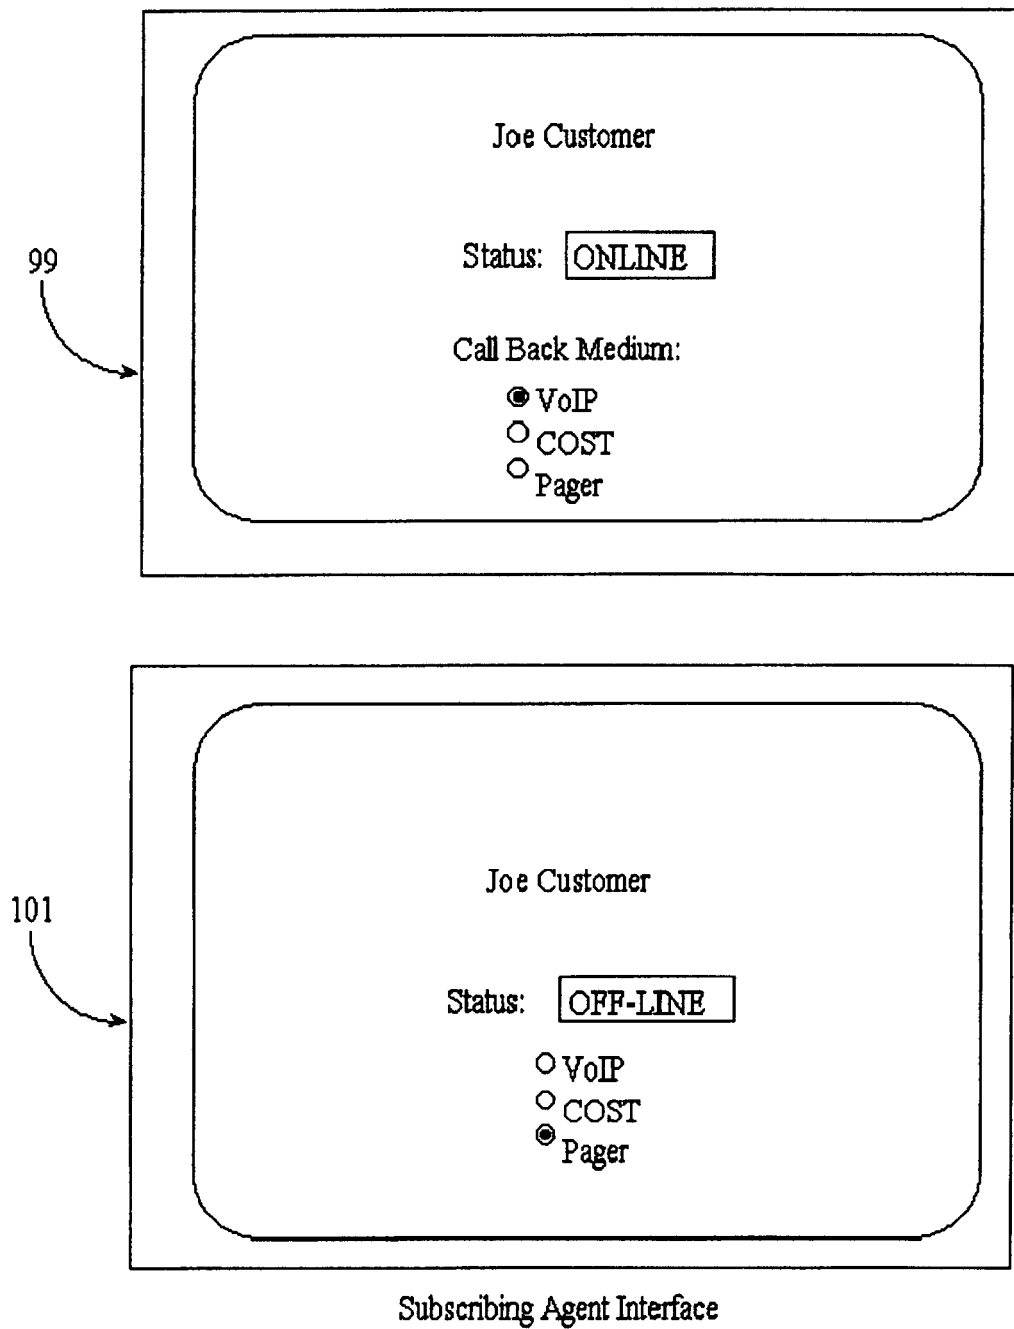 Joe Customer
99
Status: ONLINE
Call Back Medium:
VoIP
COST
Pager
Joe Customer
101
Status: OFF-LINE
VoIP
COST
Pager
Subscribing Agent Interface